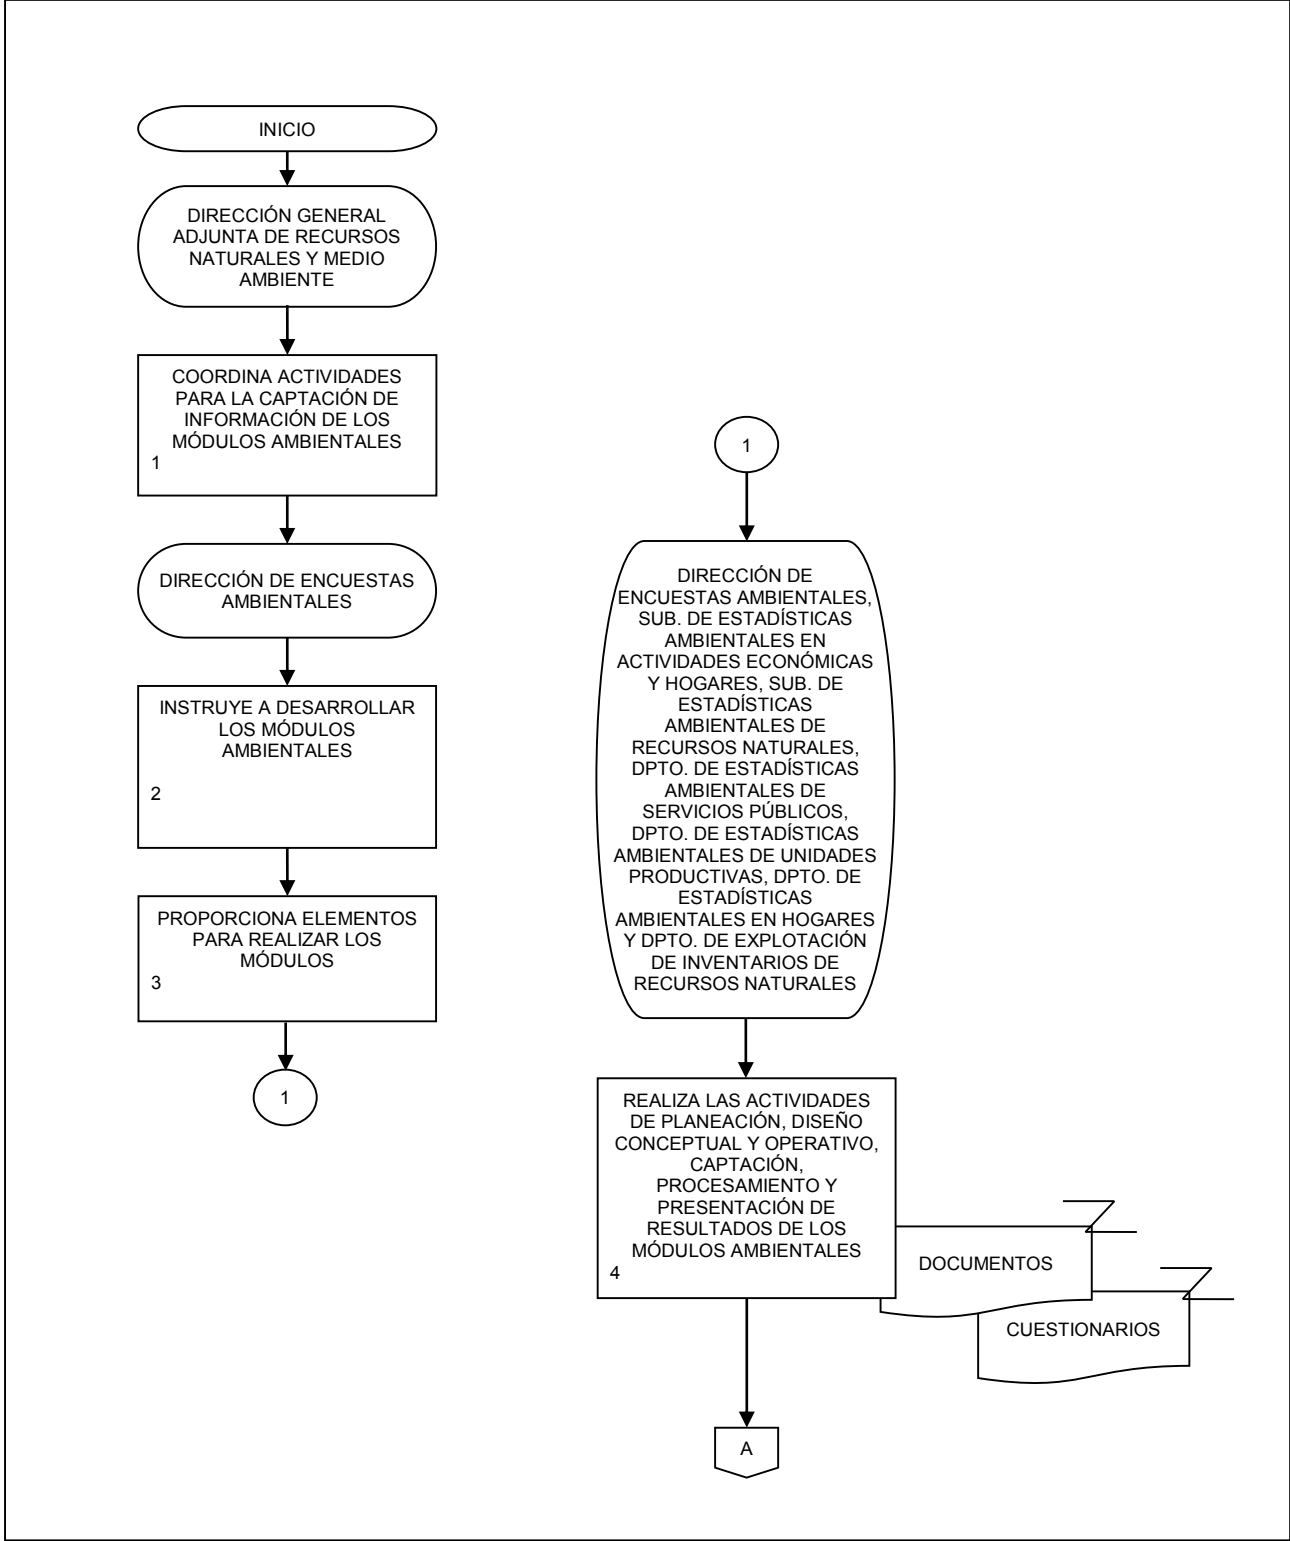 INICIO
DIRECCIÓN GENERAL
ADJUNTA DE RECURSOS
NATURALES Y MEDIO
AMBIENTE
COORDINA ACTIVIDADES
PARA LA CAPTACIÓN DE
INFORMACIÓN DE LOS
MÓDULOS AMBIENTALES
1
DIRECCIÓN DE ENCUESTAS
AMBIENTALES
INSTRUYE A DESARROLLAR
LOS MÓDULOS
AMBIENTALES
2
PROPORCIONA ELEMENTOS
PARA REALIZAR LOS
MÓDULOS
3
1
1
DIRECCIÓN DE
ENCUESTAS AMBIENTALES,
SUB. DE ESTADÍSTICAS
AMBIENTALES EN
ACTIVIDADES ECONÓMICAS
Y HOGARES, SUB. DE
ESTADÍSTICAS
AMBIENTALES DE
RECURSOS NATURALES,
DPTO. DE ESTADÍSTICAS
AMBIENTALES DE
SERVICIOS PÚBLICOS,
DPTO. DE ESTADÍSTICAS
AMBIENTALES DE UNIDADES
PRODUCTIVAS, DPTO. DE
ESTADÍSTICAS
AMBIENTALES EN HOGARES
Y DPTO. DE EXPLOTACIÓN
DE INVENTARIOS DE
RECURSOS NATURALES
REALIZA LAS ACTIVIDADES
DE PLANEACIÓN, DISEÑO
CONCEPTUAL Y OPERATIVO,
CAPTACIÓN,
PROCESAMIENTO Y
PRESENTACIÓN DE
RESULTADOS DE LOS
MÓDULOS AMBIENTALES
4
DOCUMENTOS
CUESTIONARIOS
A